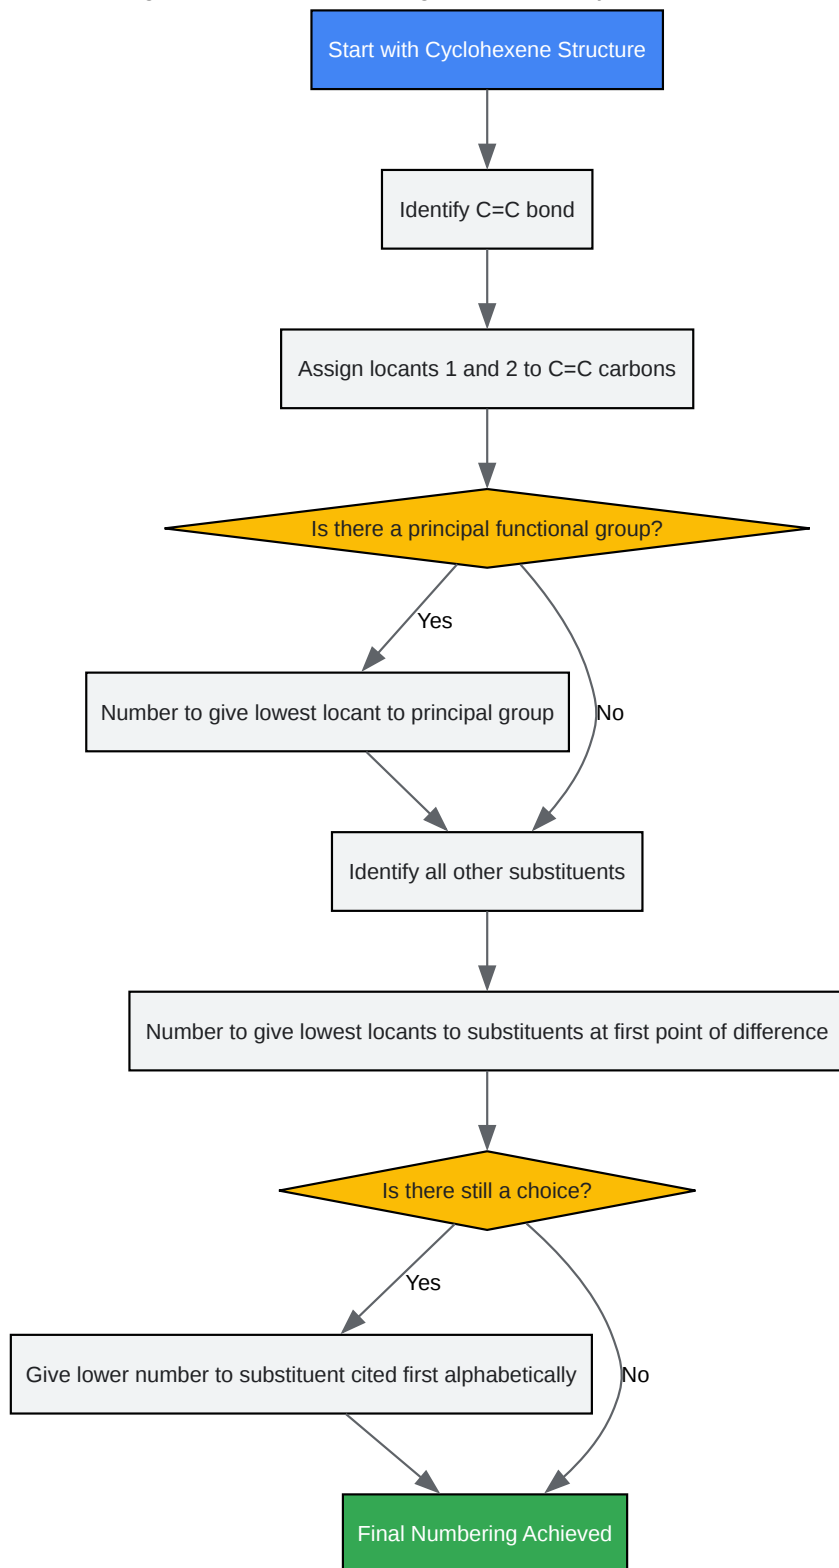 Start with Cyclohexene Structure
Identify C=C bond
Assign locants 1 and 2 to C=C carbons
Is there a principal functional group?
Yes
Number to give lowest locant to principal group
No
Identify all other substituents
Number to give lowest locants to substituents at first point of difference
Is there still a choice?
Yes
Give lower number to substituent cited first alphabetically
No
Final Numbering Achieved